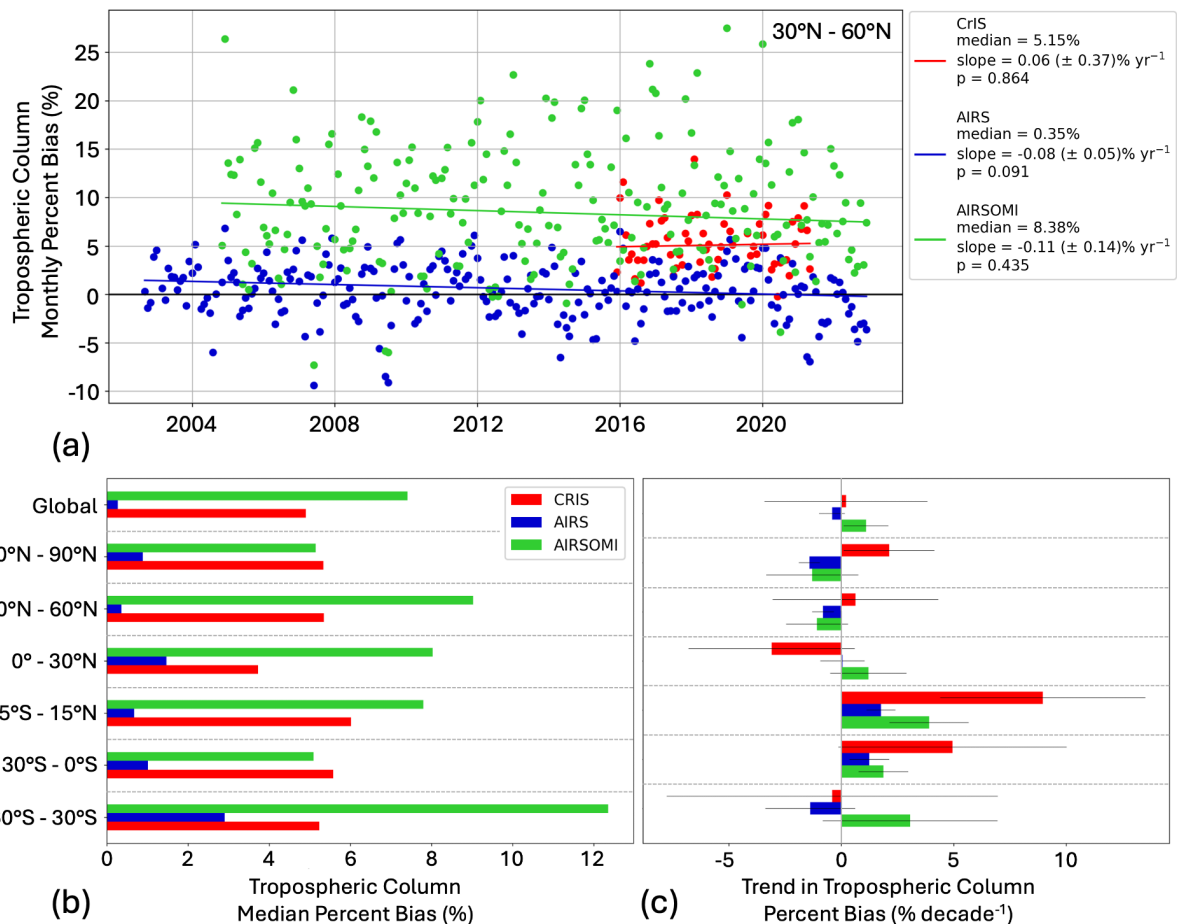 30°N - 60°N
Tropospheric Column
Monthly Percent Bias (%)
25
20
15
10
5
0
-5
-10
2004
2008
2012
2016
2020
(a)
CrIS
median = 5.15%
slope = 0.06 (± 0.37)% yr⁻¹
p = 0.864
AIRS
median = 0.35%
slope = -0.08 (± 0.05)% yr⁻¹
p = 0.091
AIRSOMI
median = 8.38%
slope = -0.11 (± 0.14)% yr⁻¹
p = 0.435
Global
0°N - 90°N
0°N - 60°N
0° - 30°N
5°S - 15°N
30°S - 0°S
0°S - 30°S
CRIS
AIRS
AIRSOMI
0
2
4
6
8
10
12
(b)
Tropospheric Column
Median Percent Bias (%)
-5
0
5
10
(c)
Trend in Tropospheric Column
Percent Bias (% decade⁻¹)